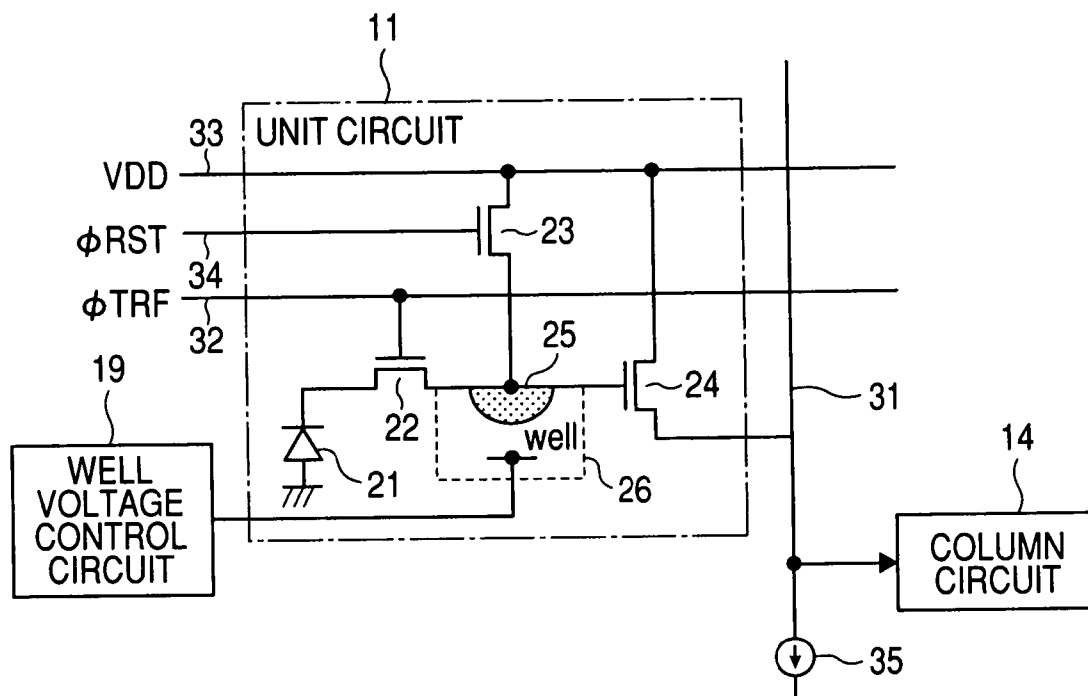 11
UNIT CIRCUIT
33
VDD
23
φRST
34
φTRF
32
25
24
31
19
22
well
14
WELL
VOLTAGE
CONTROL
CIRCUIT
21
26
COLUMN
CIRCUIT
35